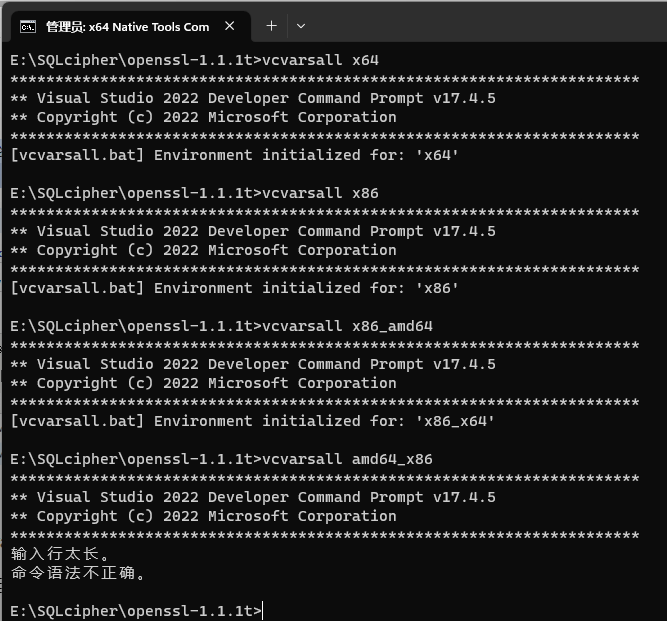 管理员: x64 Native Tools Com
E:\SQLcipher\openssl-1.1.1t>vcvarsall x64
**********************************************************************
** Visual Studio 2022 Developer Command Prompt v17.4.5
** Copyright (c) 2022 Microsoft Corporation
**********************************************************************
[vcvarsall.bat] Environment initialized for: 'x64'
E:\SQLcipher\openssl-1.1.1t>vcvarsall x86
**********************************************************************
** Visual Studio 2022 Developer Command Prompt v17.4.5
** Copyright (c) 2022 Microsoft Corporation
**********************************************************************
[vcvarsall.bat] Environment initialized for: 'x86'
E:\SQLcipher\openssl-1.1.1t>vcvarsall x86_amd64
**********************************************************************
** Visual Studio 2022 Developer Command Prompt v17.4.5
** Copyright (c) 2022 Microsoft Corporation
**********************************************************************
[vcvarsall.bat] Environment initialized for: 'x86_x64'
E:\SQLcipher\openssl-1.1.1t>vcvarsall amd64_x86
**********************************************************************
** Visual Studio 2022 Developer Command Prompt v17.4.5
** Copyright (c) 2022 Microsoft Corporation
**********************************************************************
输入行太长。
命令语法不正确。
E:\SQLcipher\openssl-1.1.1t>